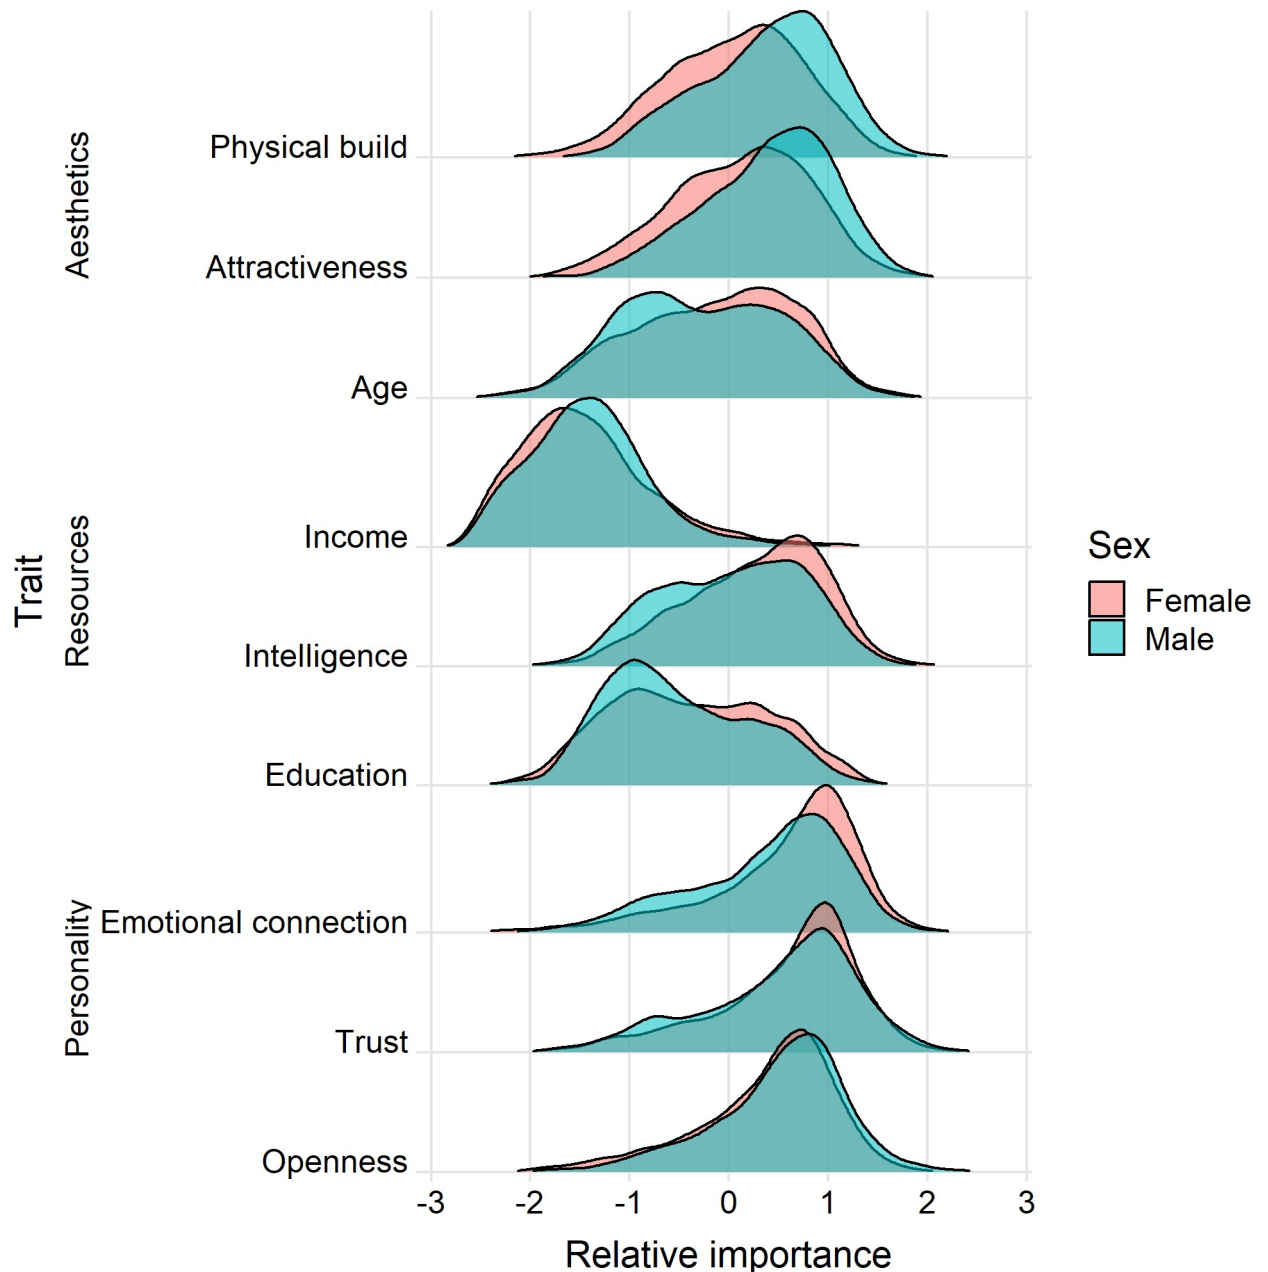 Trait
Aesthetics
Physical build
Attractiveness
Age
Resources
Income
Intelligence
Education
Personality
Emotional connection
Trust
Openness
-3 -2 -1 0 1 2 3
Relative importance
Sex
Female
Male